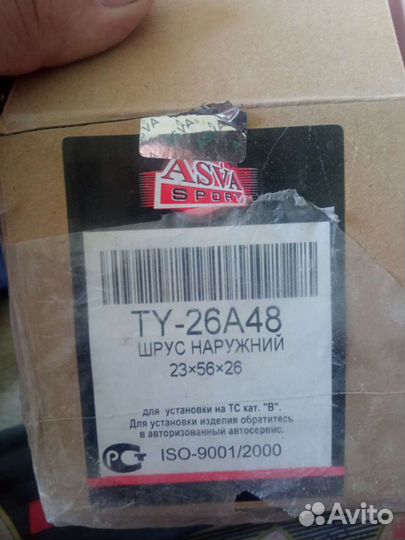 ASVA
SPORT
TY-26A48
ШРУС НАРУЖНИЙ
23×56×26
для установки на ТС кат. "В".
Для установки изделия обратитесь
в авторизованный автосервис.
РСТ ISO-9001/2000
Avito